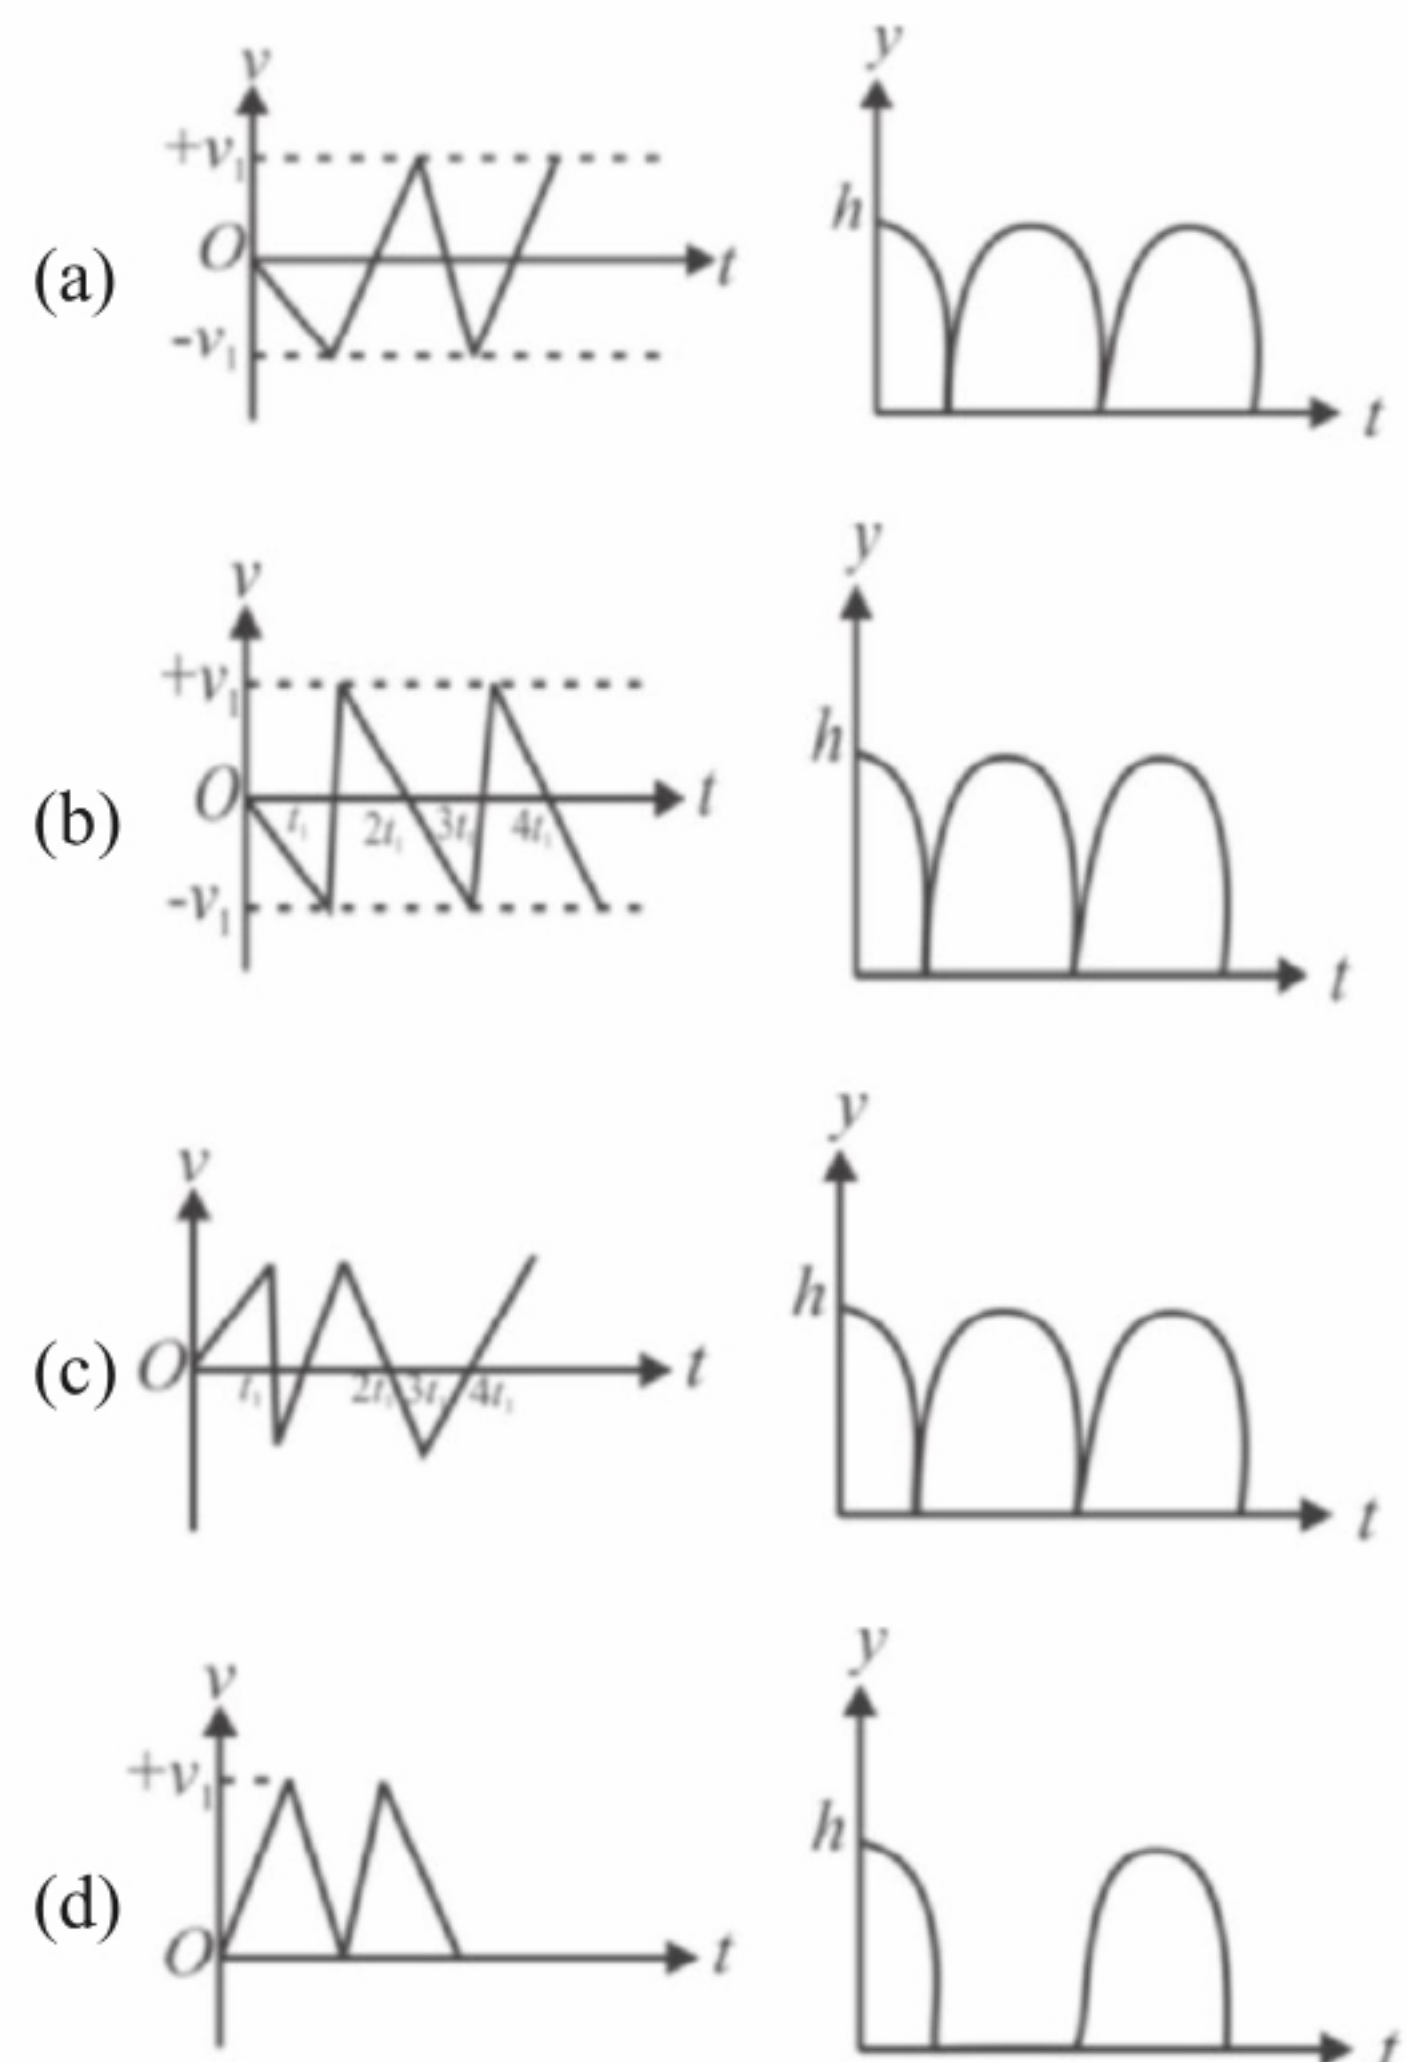 v y
+v₁
h
O t
(a)
-v₁
t
y
v
+v₁
h
O t
t₁ 2t₁ 3t₁ 4t₁
(b)
-v₁
t
y
v
h
(c) O t
t₁ 2t₁ 3t₁ 4t₁
t
y
v
+v₁
h
(d)
O t
t